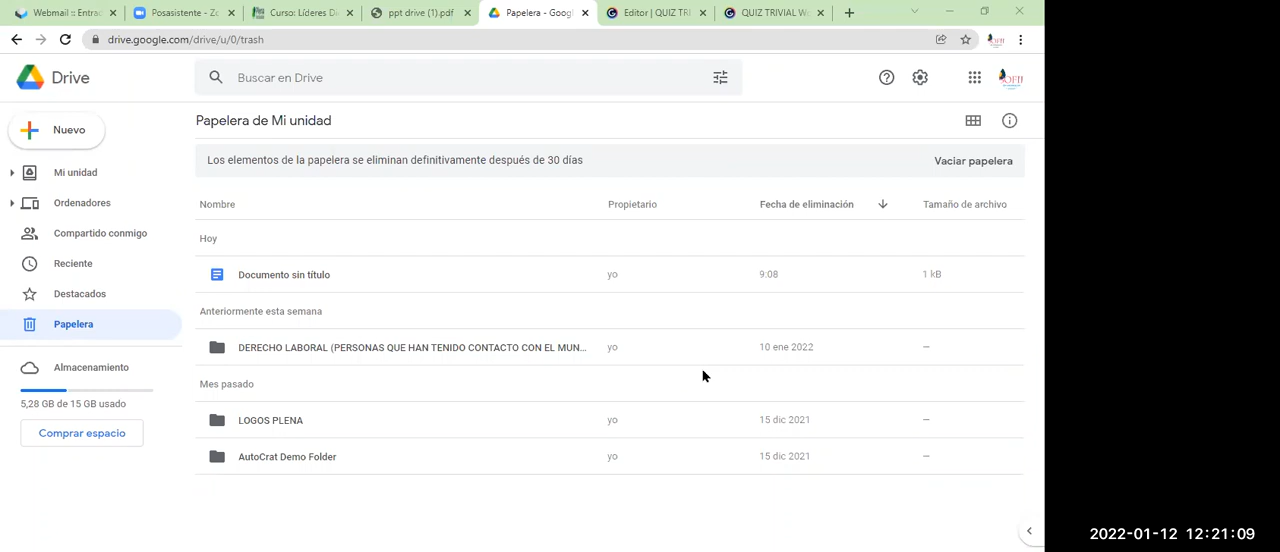 Webmail :: Entrad
Posasistente - Zo
Curso: Líderes Di
ppt drive (1).pdf
Papelera - Googl
Editor | QUIZ TRI
QUIZ TRIVIAL W
drive.google.com/drive/u/0/trash
Drive
Buscar en Drive
Nuevo
Papelera de Mi unidad
Los elementos de la papelera se eliminan definitivamente después de 30 días
Vaciar papelera
Mi unidad
Ordenadores
Compartido conmigo
Reciente
Destacados
Papelera
Almacenamiento
5,28 GB de 15 GB usado
Comprar espacio
Nombre Propietario Fecha de eliminación Tamaño de archivo
Hoy
Documento sin título yo 9:08 1 kB
Anteriormente esta semana
DERECHO LABORAL (PERSONAS QUE HAN TENIDO CONTACTO CON EL MUN... yo 10 ene 2022 —
Mes pasado
LOGOS PLENA yo 15 dic 2021 —
AutoCrat Demo Folder yo 15 dic 2021 —
2022-01-12 12:21:09